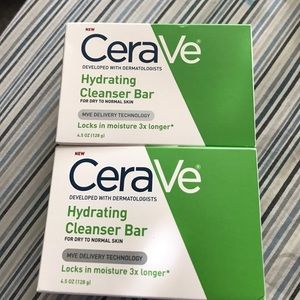 NEW
CeraVe®
DEVELOPED WITH DERMATOLOGISTS
Hydrating
Cleanser Bar
FOR DRY TO NORMAL SKIN
MVE DELIVERY TECHNOLOGY
Locks in moisture 3x longer*
4.5 OZ (128 g)
NEW
CeraVe®
DEVELOPED WITH DERMATOLOGISTS
Hydrating
Cleanser Bar
FOR DRY TO NORMAL SKIN
MVE DELIVERY TECHNOLOGY
Locks in moisture 3x longer*
4.5 OZ (128 g)